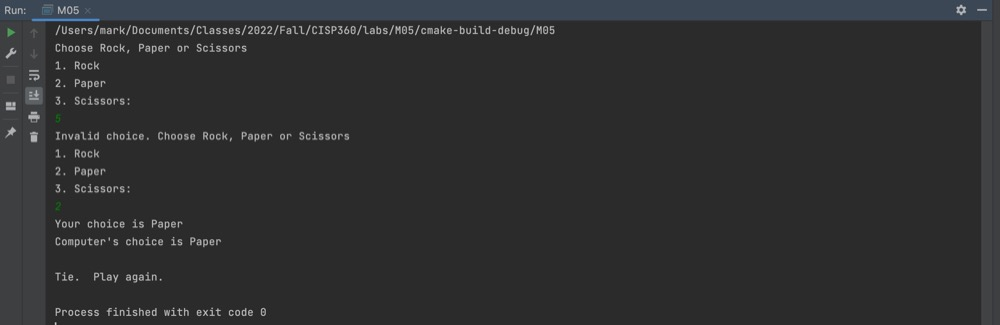 Run: M05
/Users/mark/Documents/Classes/2022/Fall/CISP360/labs/M05/cmake-build-debug/M05
Choose Rock, Paper or Scissors
1. Rock
2. Paper
3. Scissors:
5
Invalid choice. Choose Rock, Paper or Scissors
1. Rock
2. Paper
3. Scissors:
2
Your choice is Paper
Computer's choice is Paper
Tie.  Play again.
Process finished with exit code 0